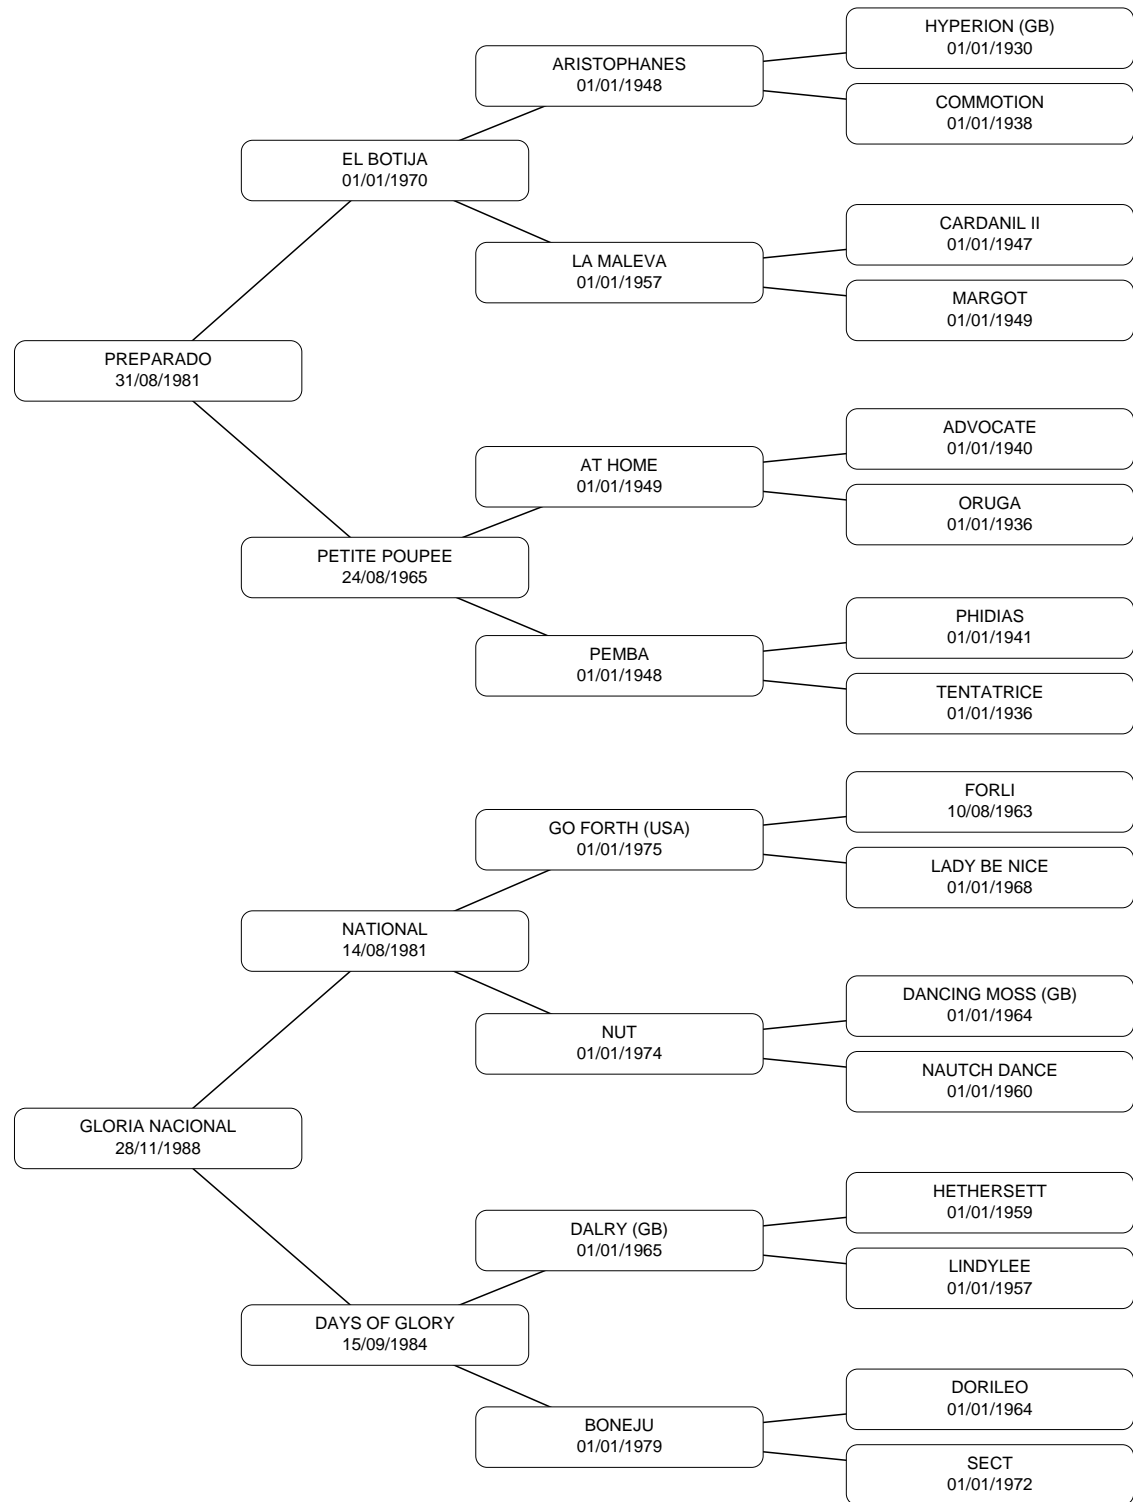 HYPERION (GB)
01/01/1930
ARISTOPHANES
01/01/1948
COMMOTION
01/01/1938
EL BOTIJA
01/01/1970
CARDANIL II
01/01/1947
LA MALEVA
01/01/1957
MARGOT
01/01/1949
PREPARADO
31/08/1981
ADVOCATE
01/01/1940
AT HOME
01/01/1949
ORUGA
01/01/1936
PETITE POUPEE
24/08/1965
PHIDIAS
01/01/1941
PEMBA
01/01/1948
TENTATRICE
01/01/1936
FORLI
10/08/1963
GO FORTH (USA)
01/01/1975
LADY BE NICE
01/01/1968
NATIONAL
14/08/1981
DANCING MOSS (GB)
01/01/1964
NUT
01/01/1974
NAUTCH DANCE
01/01/1960
GLORIA NACIONAL
28/11/1988
HETHERSETT
01/01/1959
DALRY (GB)
01/01/1965
LINDYLEE
01/01/1957
DAYS OF GLORY
15/09/1984
DORILEO
01/01/1964
BONEJU
01/01/1979
SECT
01/01/1972